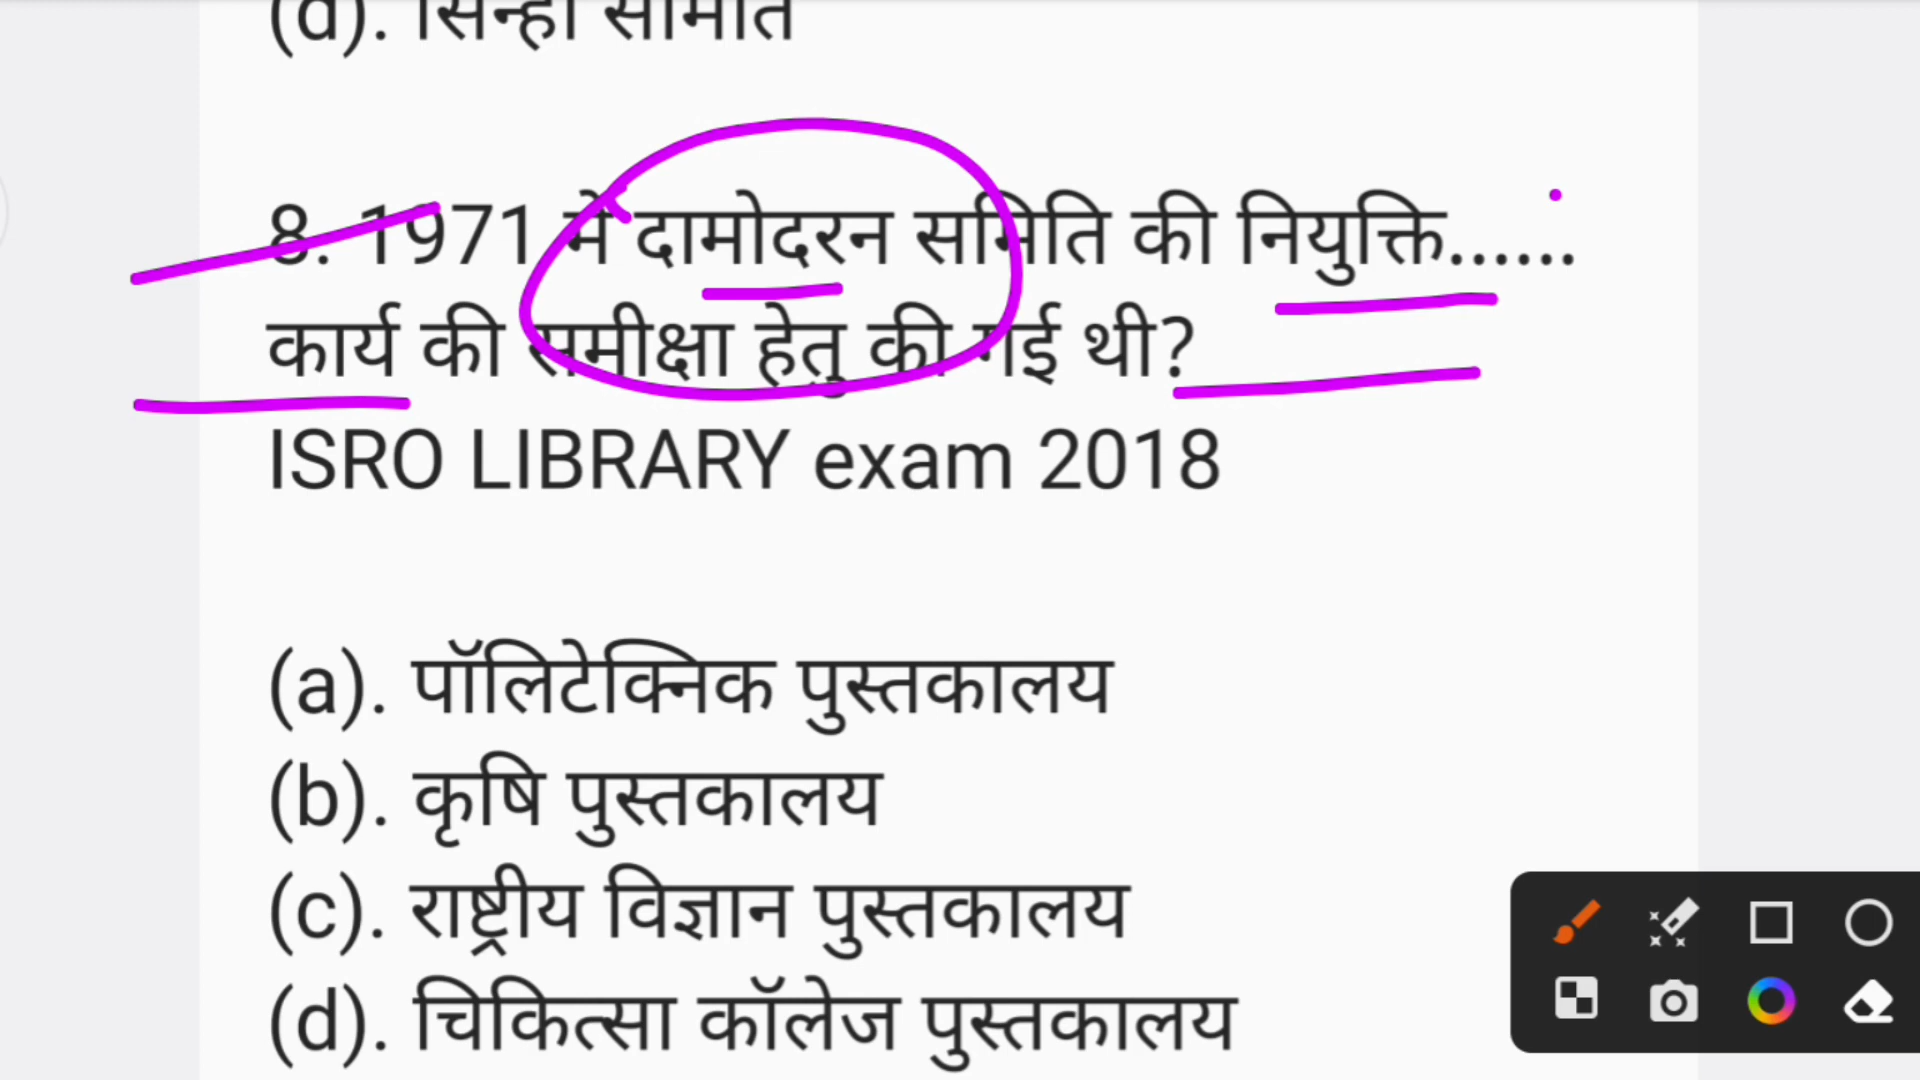 (d). सिन्हा समिति
8. 1971 में दामोदरन समिति की नियुक्ति......
कार्य की समीक्षा हेतु की गई थी?
ISRO LIBRARY exam 2018
(a). पॉलिटेक्निक पुस्तकालय
(b). कृषि पुस्तकालय
(c). राष्ट्रीय विज्ञान पुस्तकालय
(d). चिकित्सा कॉलेज पुस्तकालय